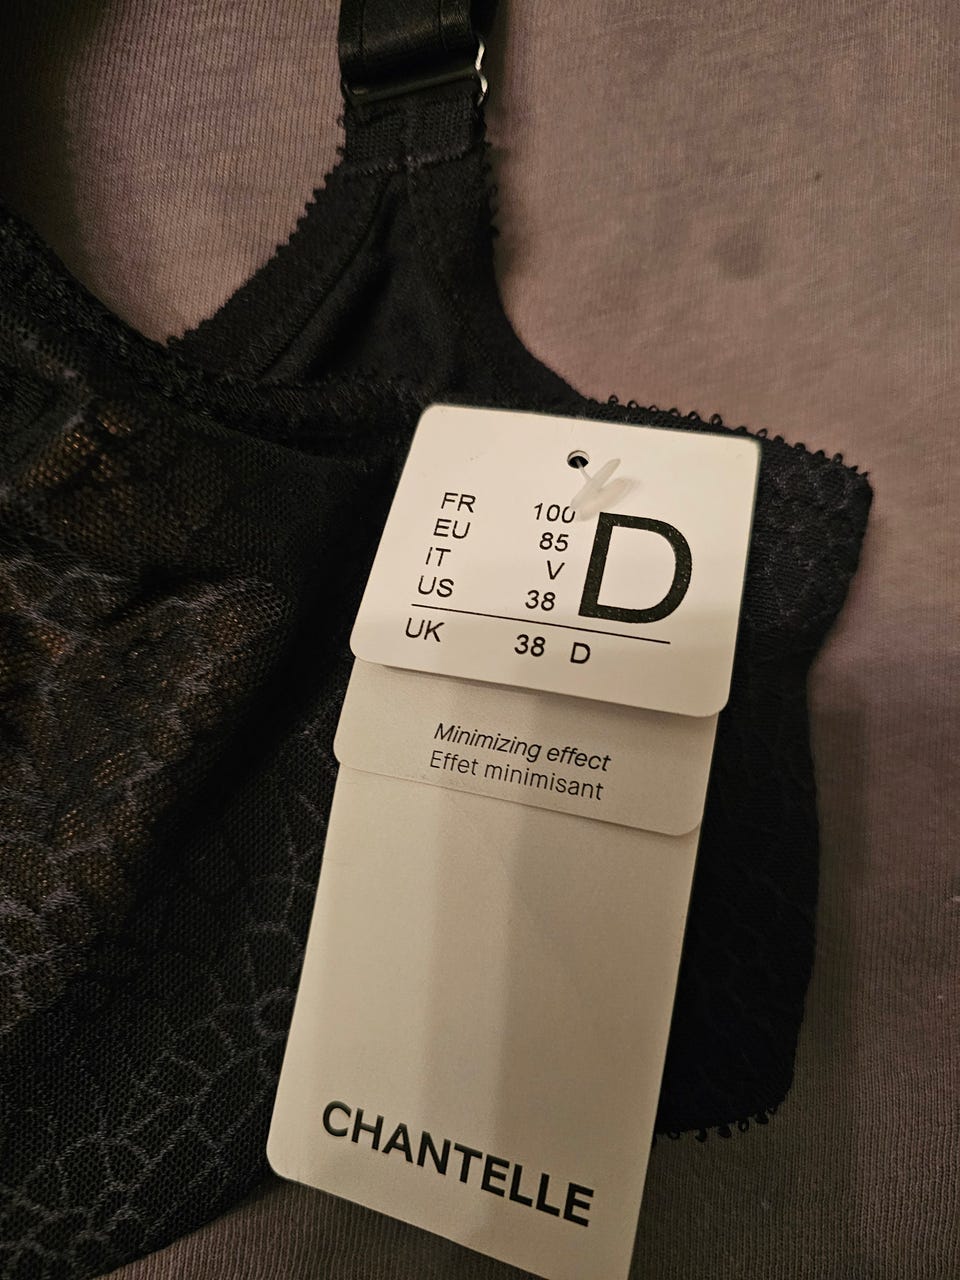 FR 100 D
EU 85
IT V
US 38
UK 38 D
Minimizing effect
Effet minimisant
CHANTELLE